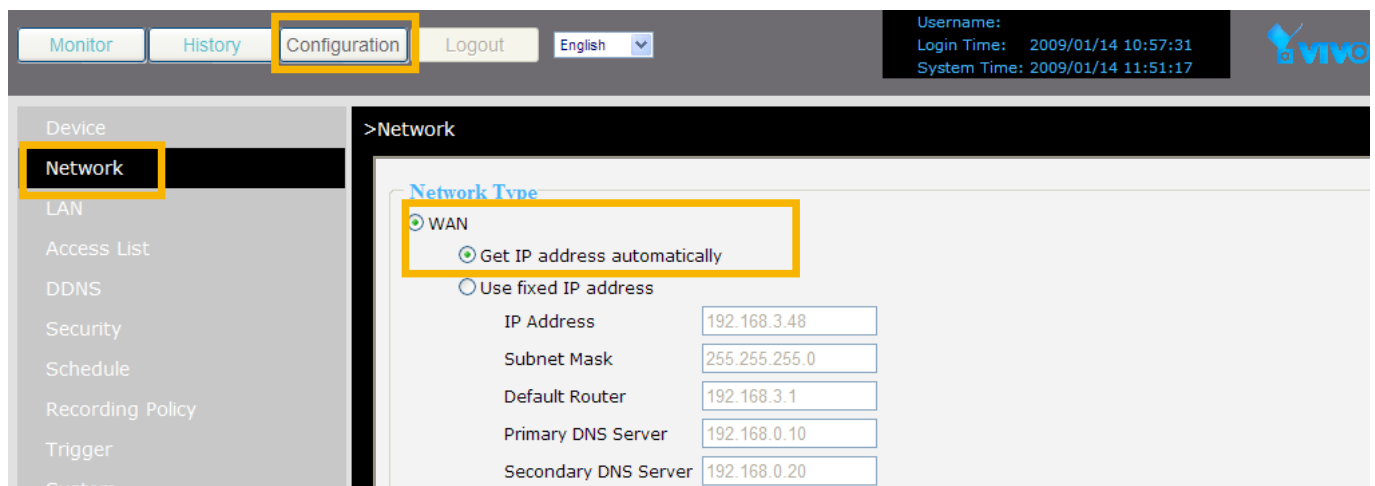 Monitor History Configuration Logout English
Username:
Login Time: 2009/01/14 10:57:31
System Time: 2009/01/14 11:51:17
VIVO
Device
Network
LAN
Access List
DDNS
Security
Schedule
Recording Policy
Trigger
System
>Network
Network Type
WAN
Get IP address automatically
Use fixed IP address
IP Address 192.168.3.48
Subnet Mask 255.255.255.0
Default Router 192.168.3.1
Primary DNS Server 192.168.0.10
Secondary DNS Server 192.168.0.20